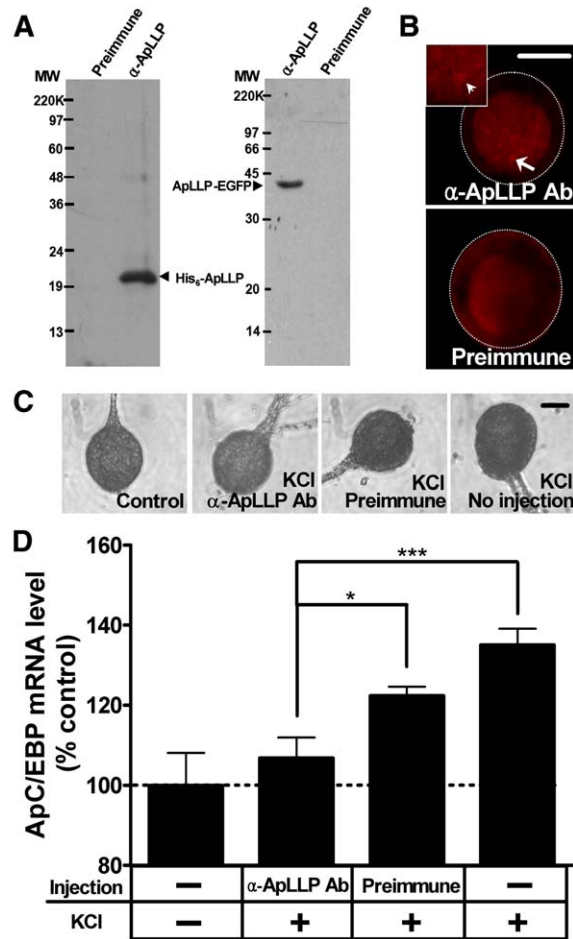 A
Preimmune
α-ApLLP
MW
220K
97
60
48
36
29
19
13
His6-ApLLP
α-ApLLP
Preimmune
MW
220K
97
66
45
30
20
14
ApLLP-EGFP
B
α-ApLLP Ab
Preimmune
C
Control
KCl
α-ApLLP Ab
KCl
Preimmune
KCl
No injection
D
ApC/EBP mRNA level
(% control)
160
140
120
100
80
*
***
Injection − α-ApLLP Ab Preimmune −
KCl − + + +